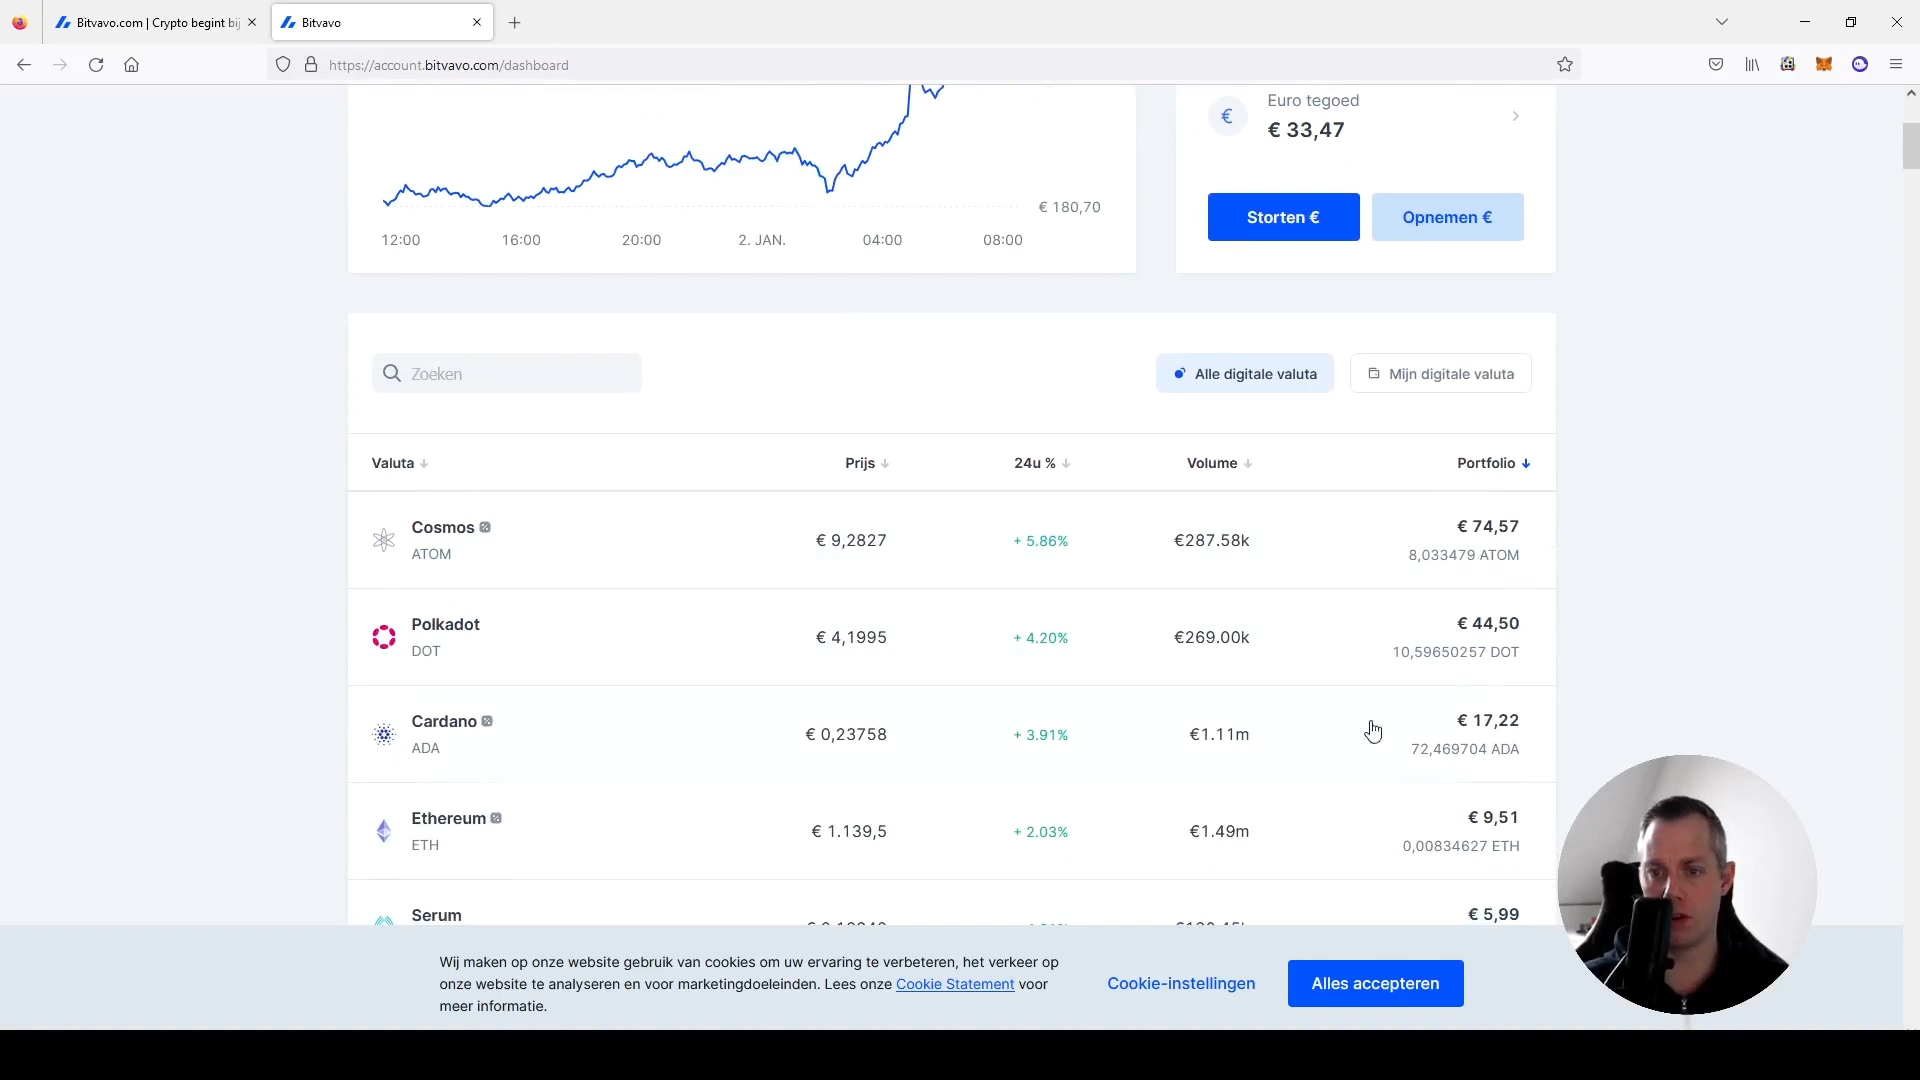 Bitvavo.com | Crypto begint bij
Bitvavo
https://account.bitvavo.com/dashboard
€ 180,70
12:00 16:00 20:00 2. JAN. 04:00 08:00
Euro tegoed
€ 33,47
Storten €
Opnemen €
Zoeken
Alle digitale valuta
Mijn digitale valuta
Valuta Prijs 24u % Volume Portfolio
Cosmos
ATOM
€ 9,2827
+ 5.86%
€287.58k
€ 74,57
8,033479 ATOM
Polkadot
DOT
€ 4,1995
+ 4.20%
€269.00k
€ 44,50
10,59650257 DOT
Cardano
ADA
€ 0,23758
+ 3.91%
€1.11m
€ 17,22
72,469704 ADA
Ethereum
ETH
€ 1.139,5
+ 2.03%
€1.49m
€ 9,51
0,00834627 ETH
Serum
€ 5,99
Wij maken op onze website gebruik van cookies om uw ervaring te verbeteren, het verkeer op
onze website te analyseren en voor marketingdoeleinden. Lees onze Cookie Statement voor
meer informatie.
Cookie-instellingen
Alles accepteren